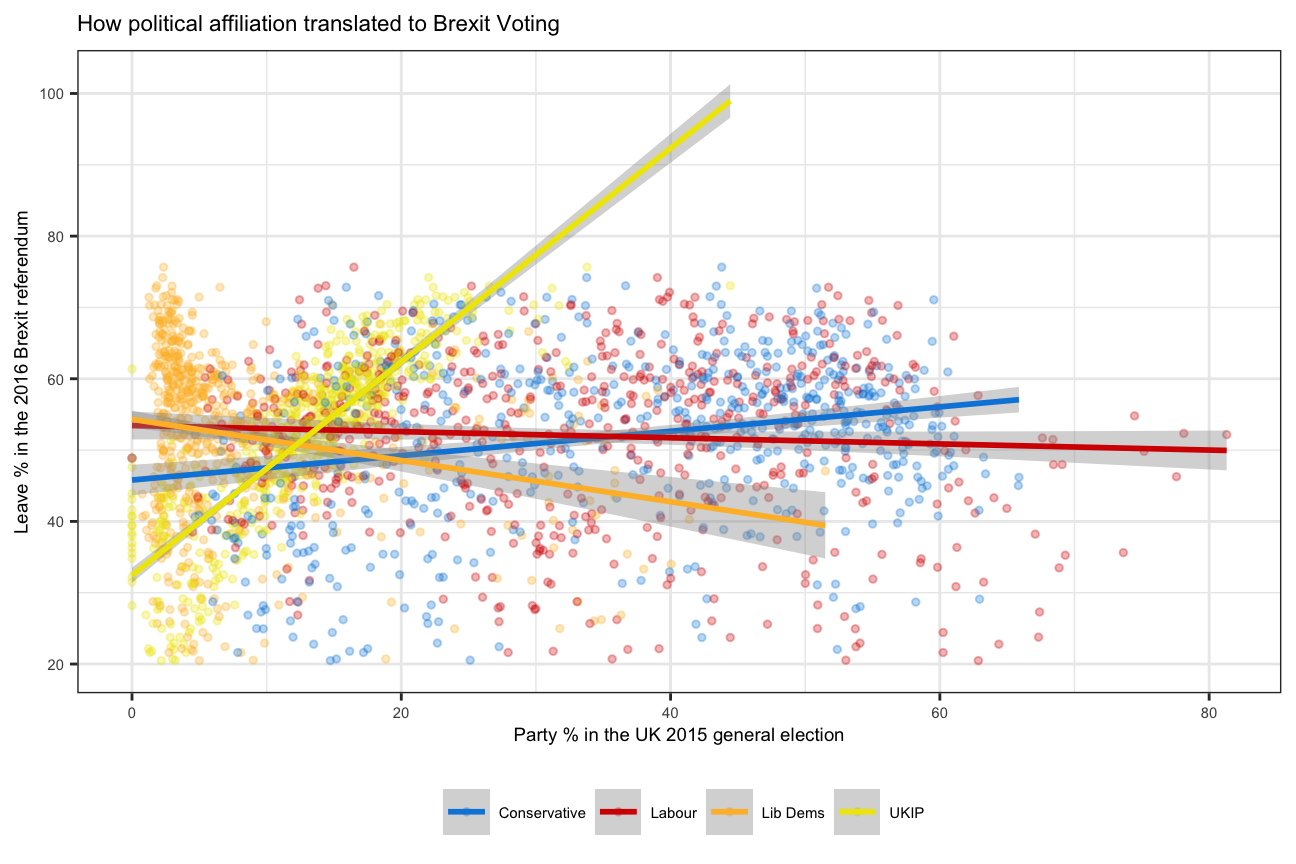 How political affiliation translated to Brexit Voting
Leave % in the 2016 Brexit referendum
100
80
60
40
20
0 20 40 60 80
Party % in the UK 2015 general election
Conservative Labour Lib Dems UKIP